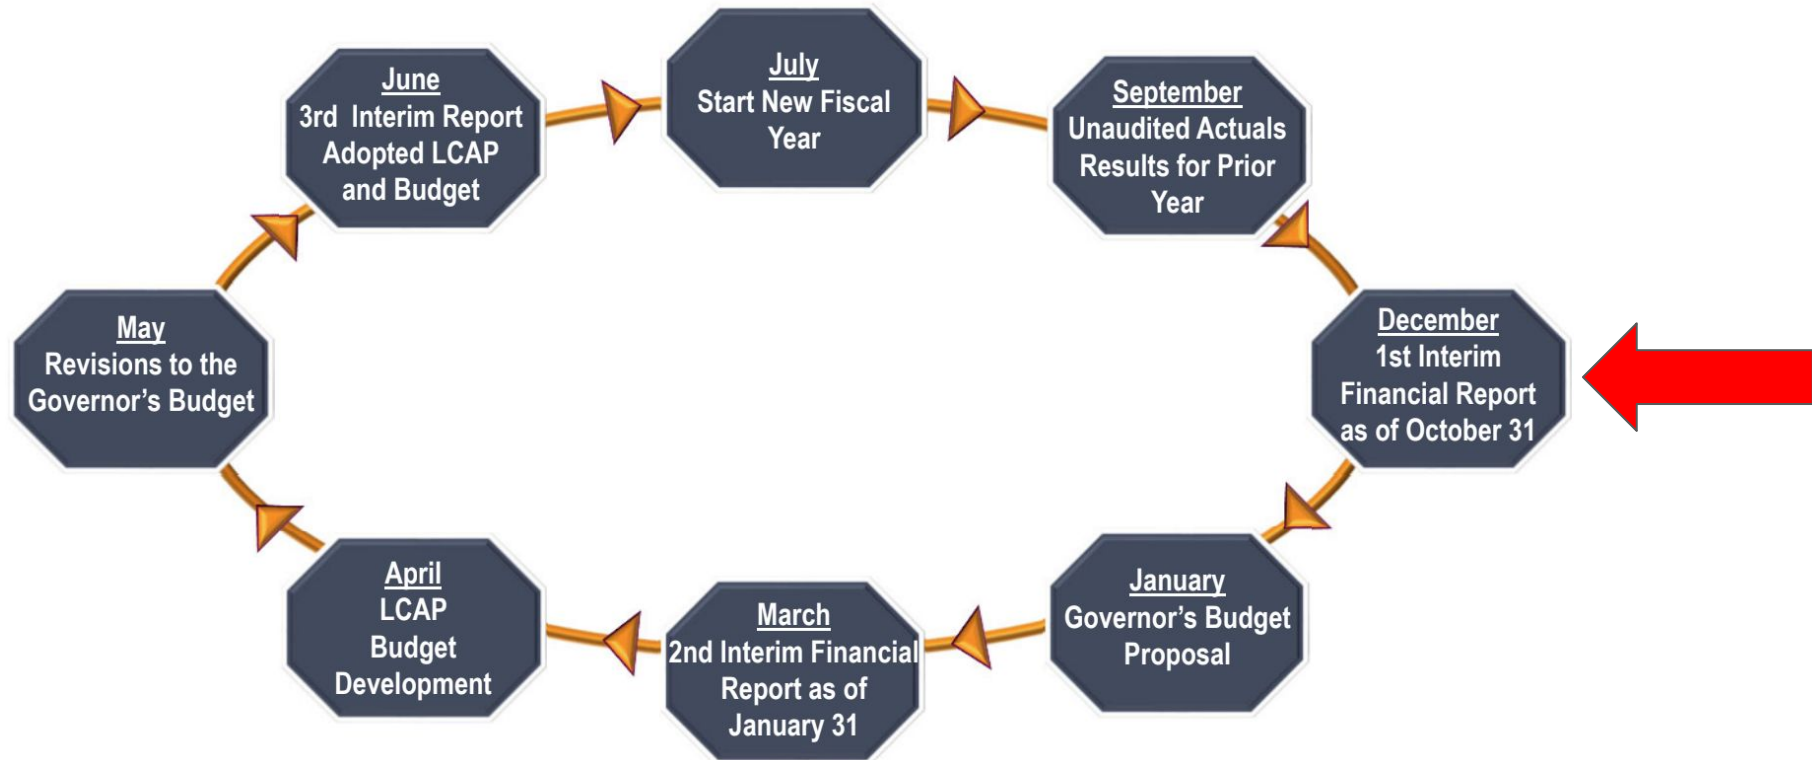 June
3rd Interim Report
Adopted LCAP
and Budget
July
Start New Fiscal
Year
September
Unaudited Actuals
Results for Prior
Year
May
Revisions to the
Governor’s Budget
December
1st Interim
Financial Report
as of October 31
April
LCAP
Budget
Development
March
2nd Interim Financial
Report as of
January 31
January
Governor’s Budget
Proposal